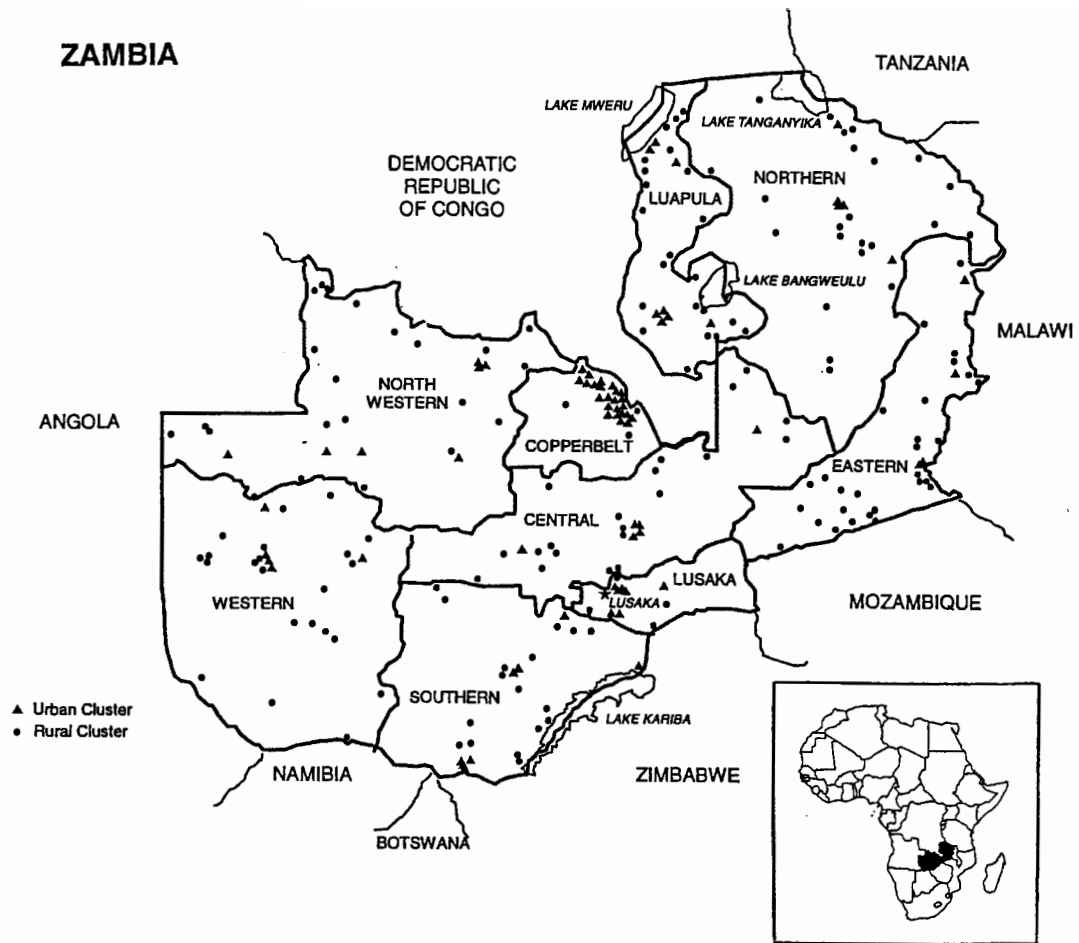 ZAMBIA
TANZANIA
LAKE MWERU
LAKE TANGANYIKA
DEMOCRATIC
REPUBLIC
OF CONGO
NORTHERN
LUAPULA
LAKE BANGWEULU
MALAWI
NORTH
WESTERN
ANGOLA
COPPERBELT
EASTERN
CENTRAL
LUSAKA
LUSAKA
WESTERN
MOZAMBIQUE
SOUTHERN
Urban Cluster
Rural Cluster
LAKE KARIBA
NAMIBIA
ZIMBABWE
BOTSWANA